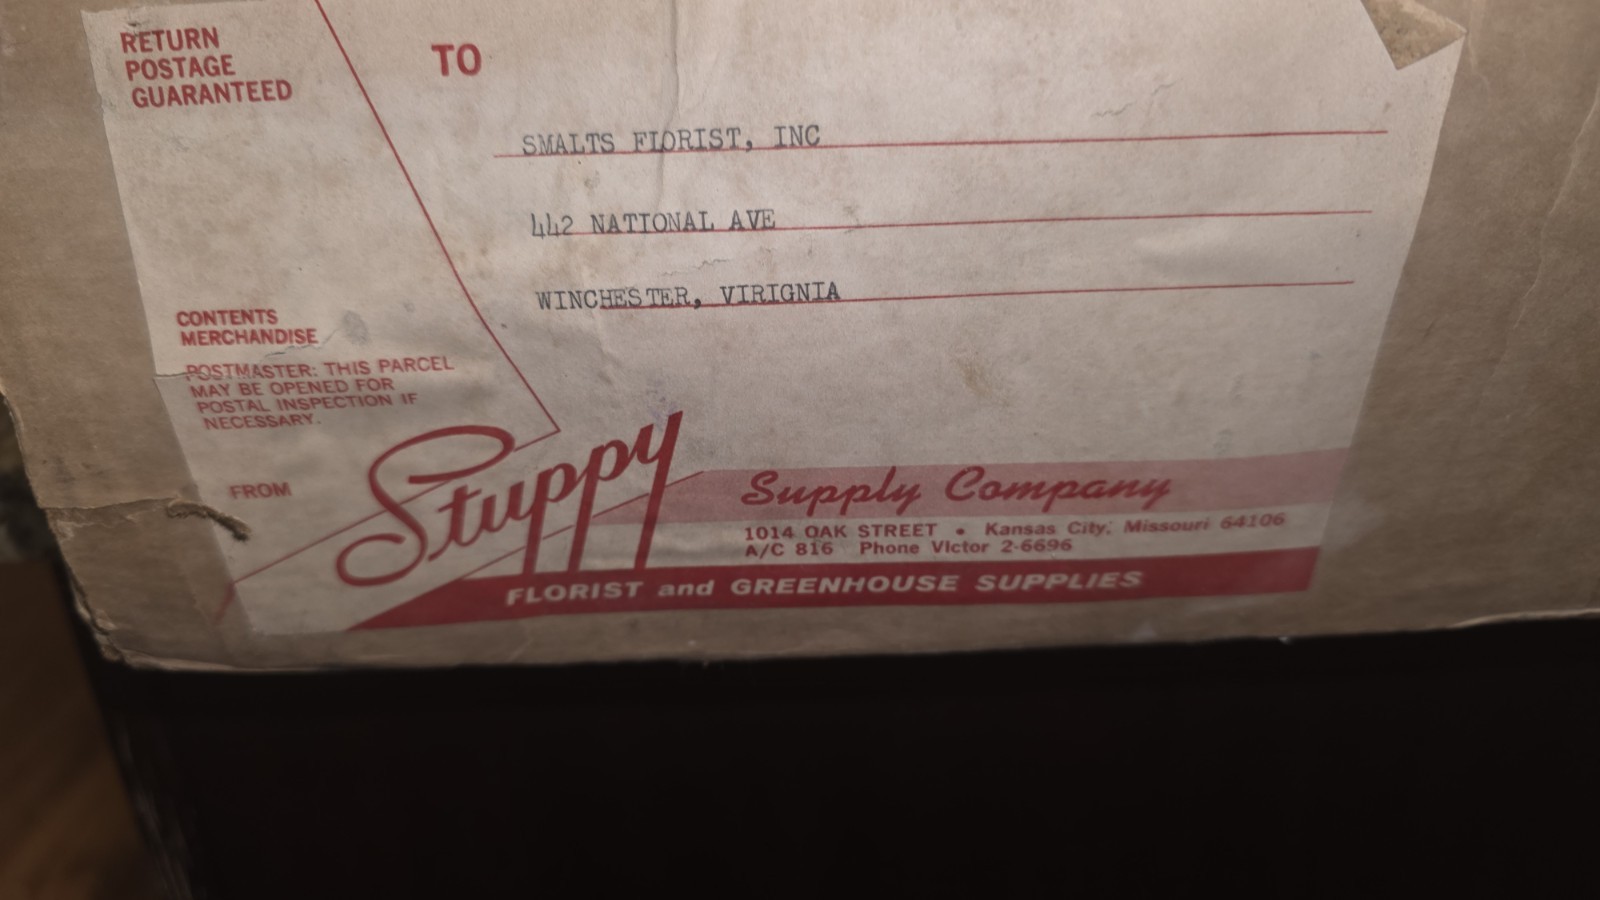 RETURN
POSTAGE
GUARANTEED
TO
SMALTS FLORIST, INC
442 NATIONAL AVE
WINCHESTER, VIRIGNIA
CONTENTS
MERCHANDISE
POSTMASTER: THIS PARCEL
MAY BE OPENED FOR
POSTAL INSPECTION IF
NECESSARY.
FROM
Stuppy
Supply Company
1014 OAK STREET • Kansas City, Missouri 64106
A/C 816 Phone VIctor 2-6696
FLORIST and GREENHOUSE SUPPLIES